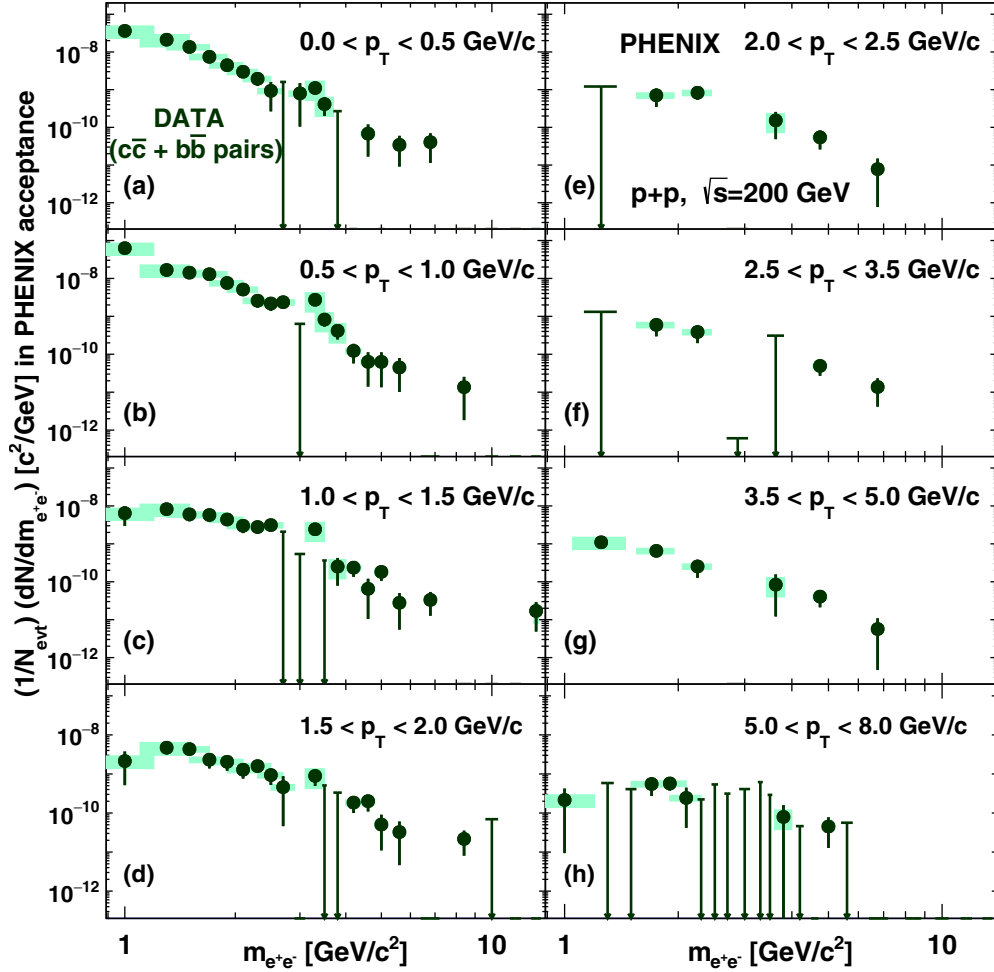 (1/N_evt) (dN/dm_e⁺e⁻) [c²/GeV] in PHENIX acceptance
10⁻⁸
10⁻¹⁰
10⁻¹²
0.0 < p_T < 0.5 GeV/c
DATA
(cc̅ + bb̅ pairs)
(a)
PHENIX 2.0 < p_T < 2.5 GeV/c
(e)
p+p, √s=200 GeV
10⁻⁸
10⁻¹⁰
10⁻¹²
0.5 < p_T < 1.0 GeV/c
(b)
2.5 < p_T < 3.5 GeV/c
(f)
10⁻⁸
10⁻¹⁰
10⁻¹²
1.0 < p_T < 1.5 GeV/c
(c)
3.5 < p_T < 5.0 GeV/c
(g)
10⁻⁸
10⁻¹⁰
10⁻¹²
1.5 < p_T < 2.0 GeV/c
(d)
5.0 < p_T < 8.0 GeV/c
(h)
1 10
m_e⁺e⁻ [GeV/c²]
1 10
m_e⁺e⁻ [GeV/c²]